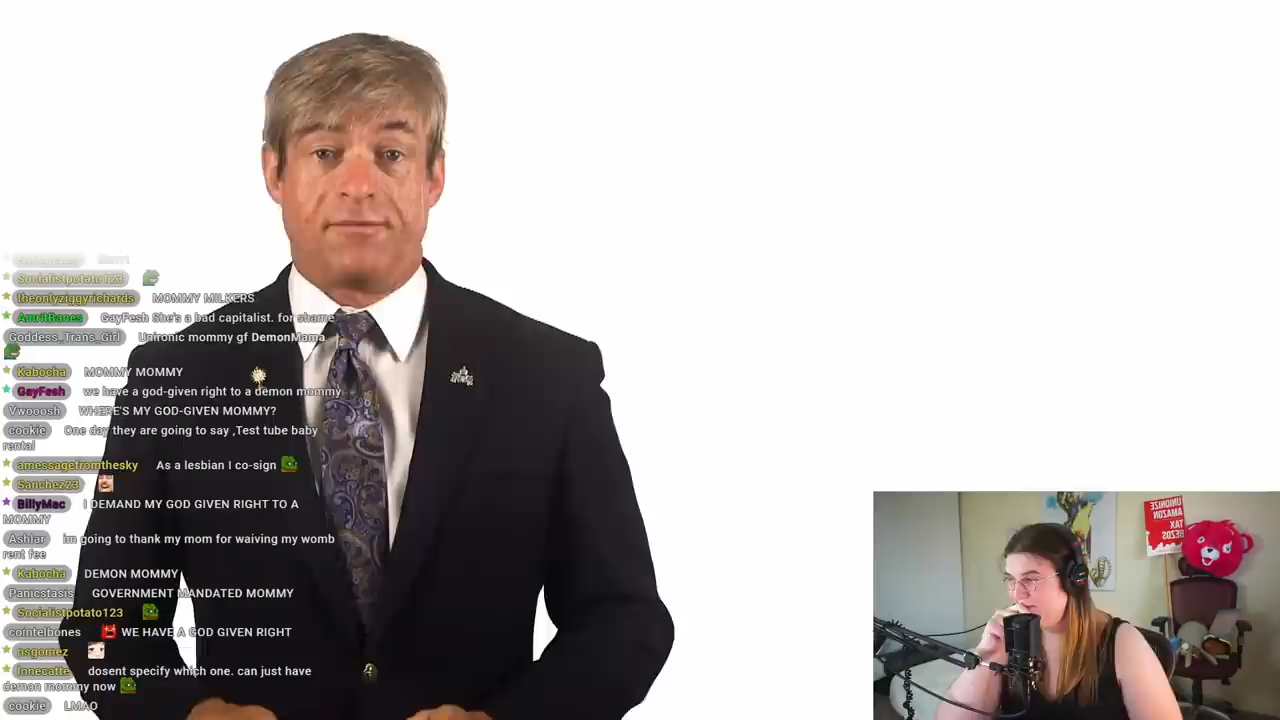 Socialistpotato123
theonlyziggyrichards MOMMY MILKERS
AmritBanes GayFesh She's a bad capitalist. for shame
Goddess_Trans_Girl Unironic mommy gf DemonMama
Kabocha MOMMY MOMMY
GayFesh we have a god-given right to a demon mommy
Vwooosh WHERE'S MY GOD-GIVEN MOMMY?
cookie One day they are going to say ,Test tube baby
rental
amessagefromthesky As a lesbian I co-sign
Sanchez23
BillyMac I DEMAND MY GOD GIVEN RIGHT TO A
MOMMY
Ashlar im going to thank my mom for waiving my womb
rent fee
Kabocha DEMON MOMMY
Panicstasis GOVERNMENT MANDATED MOMMY
Socialistpotato123
cointelbones WE HAVE A GOD GIVEN RIGHT
nsgomez
lonecatte dosent specify which one. can just have
demon mommy now
cookie LMAO
UNIONIZE
AMAZON
TAX
BEZOS